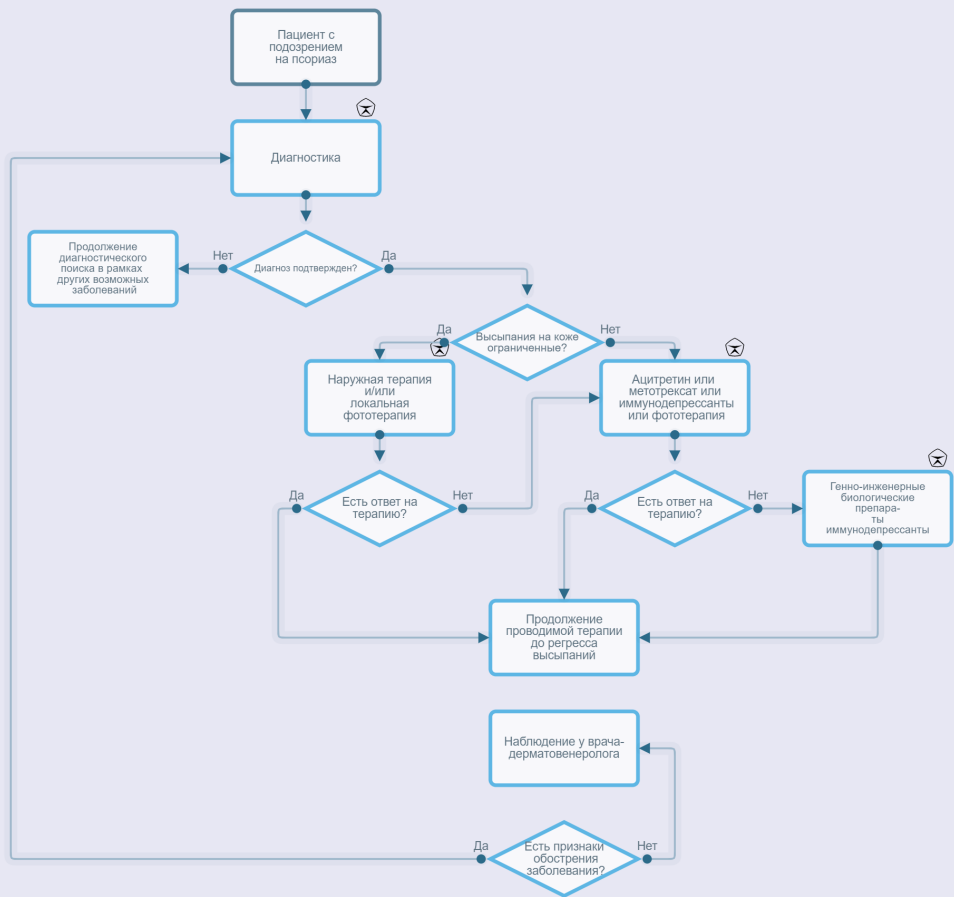 Пациент с
подозрением
на псориаз
Диагностика
Продолжение
диагностического
поиска в рамках
других возможных
заболеваний
Нет
Диагноз подтвержден?
Да
Да
Высыпания на коже
ограниченные?
Нет
Наружная терапия
и/или
локальная
фототерапия
Ацитретин или
метотрексат или
иммунодепрессанты
или фототерапия
Да
Есть ответ на
терапию?
Нет
Да
Есть ответ на
терапию?
Нет
Генно-инженерные
биологические
препара-
ты
иммунодепрессанты
Продолжение
проводимой терапии
до регресса
высыпаний
Наблюдение у врача-
дерматовенеролога
Да
Есть признаки
обострения
заболевания?
Нет